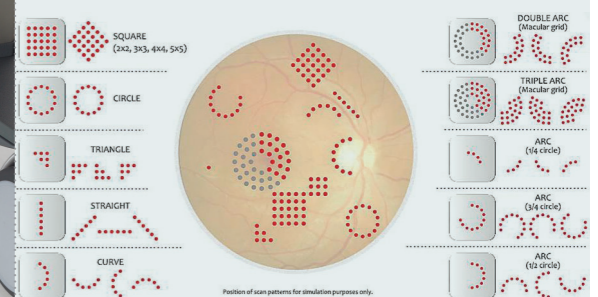 SQUARE
(2x2, 3x3, 4x4, 5x5)
CIRCLE
TRIANGLE
STRAIGHT
CURVE
DOUBLE ARC
(Macular grid)
TRIPLE ARC
(Macular grid)
ARC
(1/4 circle)
ARC
(3/4 circle)
ARC
(1/2 circle)
Position of scan patterns for simulation purposes only.